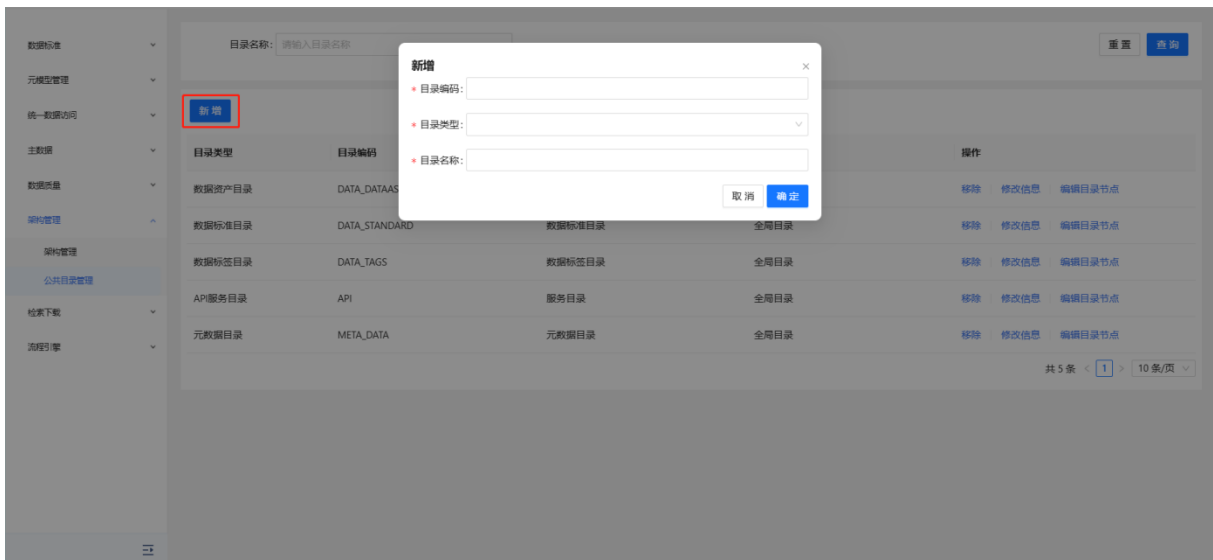 数据标准
元模型管理
统一数据访问
主数据
数据质量
架构管理
架构管理
公共目录管理
检索下载
流程引擎
目录名称: 请输入目录名称
重置 查询
新增
新增
* 目录编码:
* 目录类型:
* 目录名称:
取消 确定
目录类型 目录编码 操作
数据资产目录 DATA_DATAAS 移除 修改信息 编辑目录节点
数据标准目录 DATA_STANDARD 数据标准目录 全局目录 移除 修改信息 编辑目录节点
数据标签目录 DATA_TAGS 数据标签目录 全局目录 移除 修改信息 编辑目录节点
API服务目录 API 服务目录 全局目录 移除 修改信息 编辑目录节点
元数据目录 META_DATA 元数据目录 全局目录 移除 修改信息 编辑目录节点
共 5 条 < 1 > 10 条/页